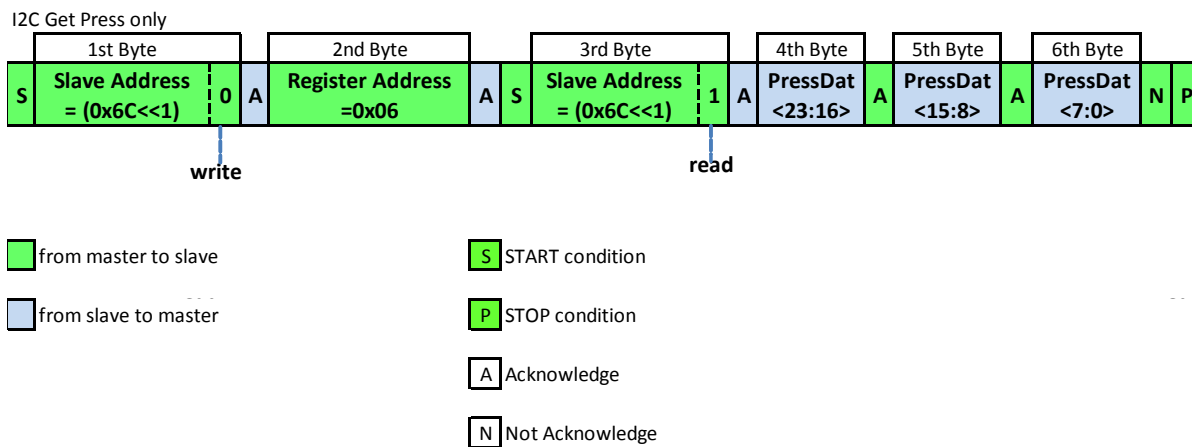 I2C Get Press only
1st Byte 2nd Byte 3rd Byte 4th Byte 5th Byte 6th Byte
S Slave Address = (0x6C<<1) 0 A Register Address =0x06 A S Slave Address = (0x6C<<1) 1 A PressDat <23:16> A PressDat <15:8> A PressDat <7:0> N P
write read
from master to slave S START condition
from slave to master P STOP condition
A Acknowledge
N Not Acknowledge